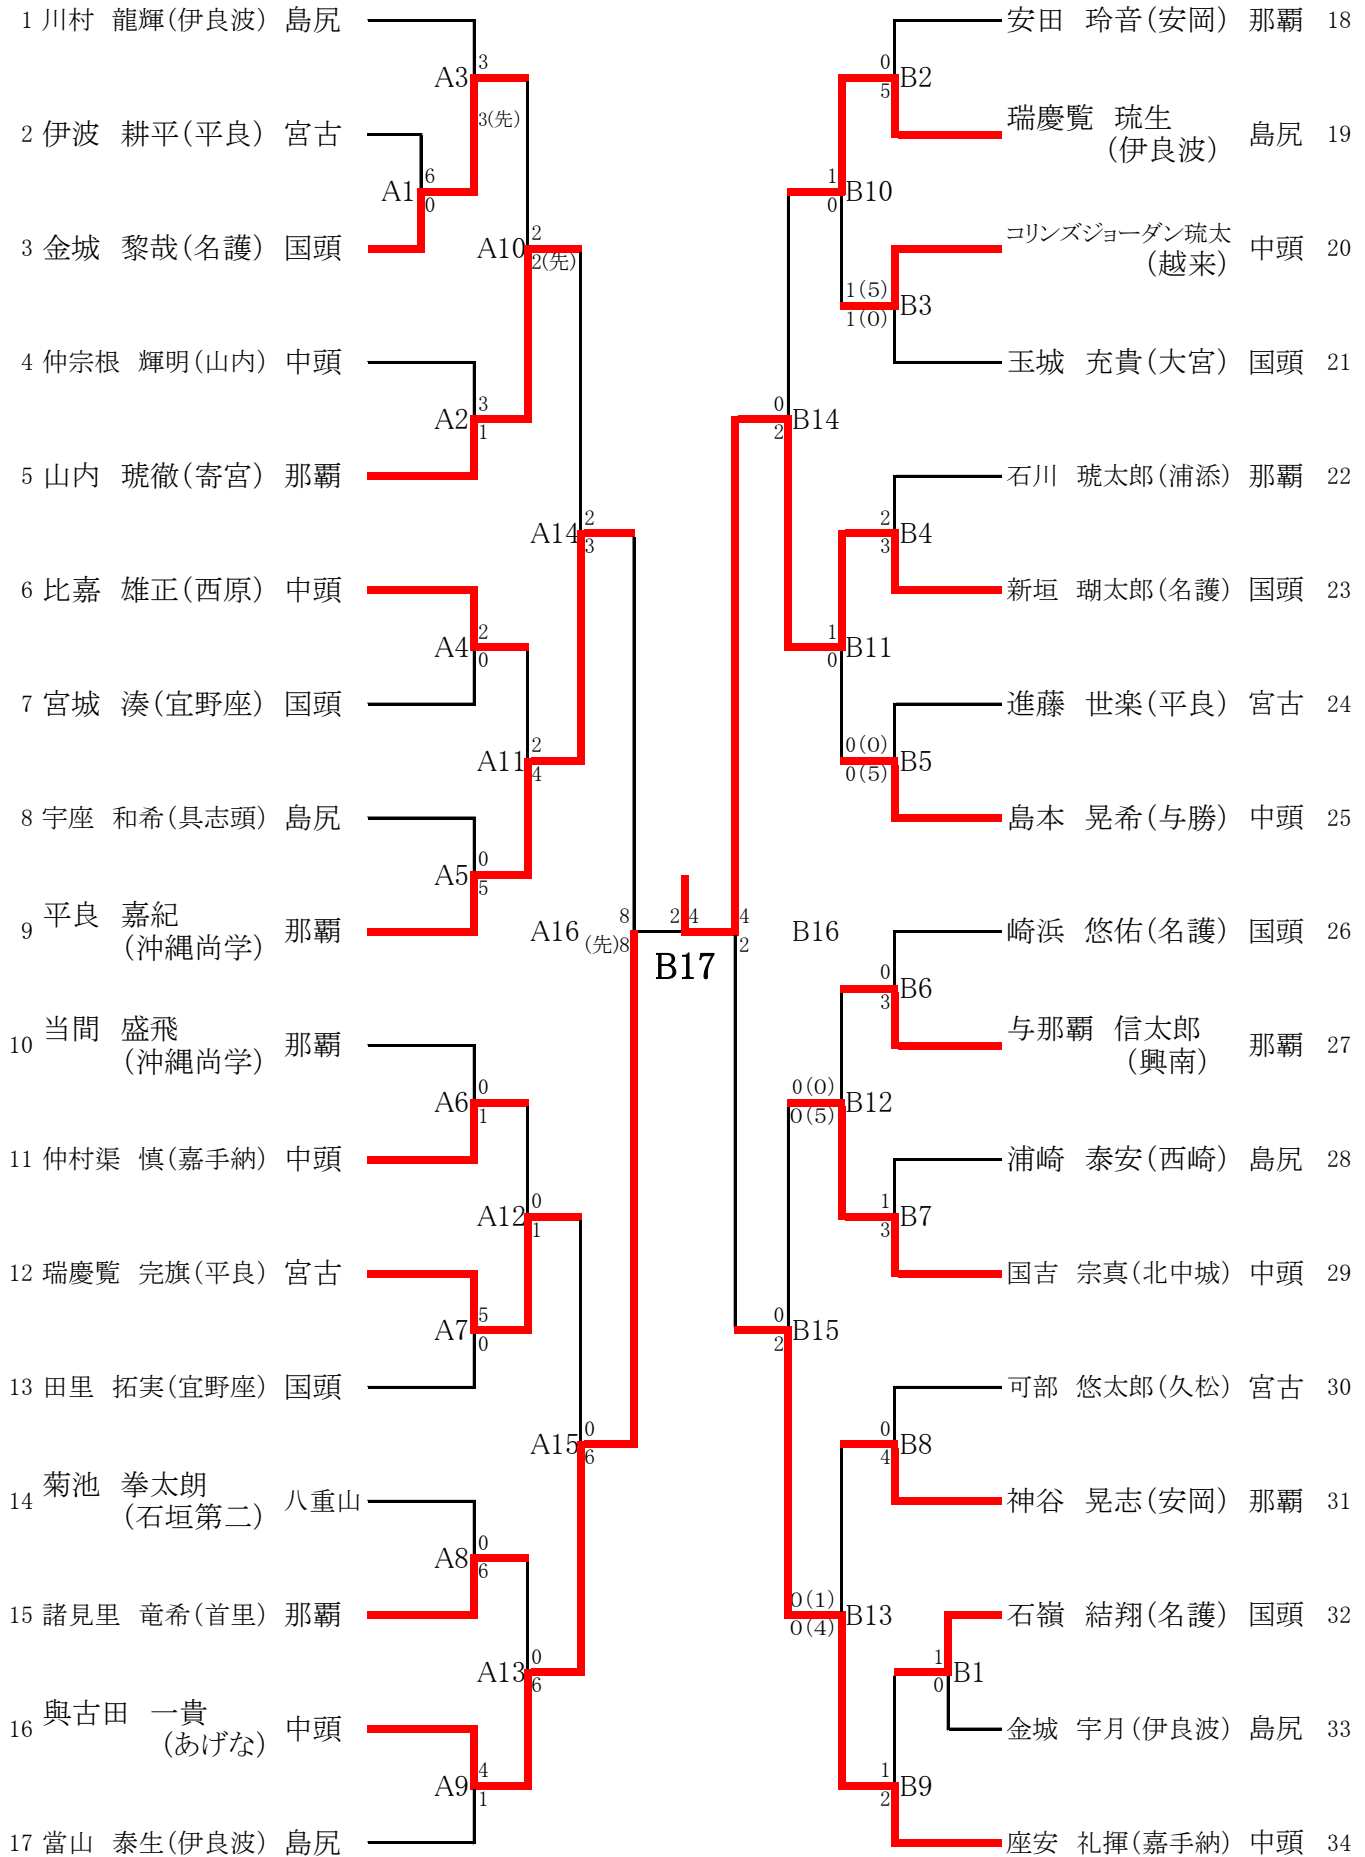 1 川村 龍輝(伊良波) 島尻
A3
3
3(先)
2 伊波 耕平(平良) 宮古
A1
6
0
3 金城 黎哉(名護) 国頭
A10
2
2(先)
4 仲宗根 輝明(山内) 中頭
A2
3
1
5 山内 琥徹(寄宮) 那覇
A14
2
3
6 比嘉 雄正(西原) 中頭
A4
2
0
7 宮城 湊(宜野座) 国頭
A11
2
4
8 宇座 和希(具志頭) 島尻
A5
0
5
9 平良 嘉紀
(沖縄尚学) 那覇
A16
8
(先)8
10 当間 盛飛
(沖縄尚学) 那覇
A6
0
1
11 仲村渠 慎(嘉手納) 中頭
A12
0
1
12 瑞慶覧 完旗(平良) 宮古
A7
5
0
13 田里 拓実(宜野座) 国頭
A15
0
6
14 菊池 拳太朗
(石垣第二) 八重山
A8
0
6
15 諸見里 竜希(首里) 那覇
A13
0
6
16 與古田 一貴
(あげな) 中頭
A9
4
1
17 當山 泰生(伊良波) 島尻
2 4
B17
安田 玲音(安岡) 那覇 18
0
5
B2
瑞慶覧 琉生
(伊良波) 島尻 19
1
0
B10
コリンズジョーダン琉太
(越来) 中頭 20
1(5)
1(0)
B3
玉城 充貴(大宮) 国頭 21
0
2
B14
石川 琥太郎(浦添) 那覇 22
2
3
B4
新垣 瑚太郎(名護) 国頭 23
1
0
B11
進藤 世楽(平良) 宮古 24
0(0)
0(5)
B5
島本 晃希(与勝) 中頭 25
4
2
B16
崎浜 悠佑(名護) 国頭 26
0
3
B6
与那覇 信太郎
(興南) 那覇 27
0(0)
0(5)
B12
浦崎 泰安(西崎) 島尻 28
1
3
B7
国吉 宗真(北中城) 中頭 29
0
2
B15
可部 悠太郎(久松) 宮古 30
0
4
B8
神谷 晃志(安岡) 那覇 31
0(1)
0(4)
B13
石嶺 結翔(名護) 国頭 32
1
0
B1
金城 宇月(伊良波) 島尻 33
1
2
B9
座安 礼揮(嘉手納) 中頭 34